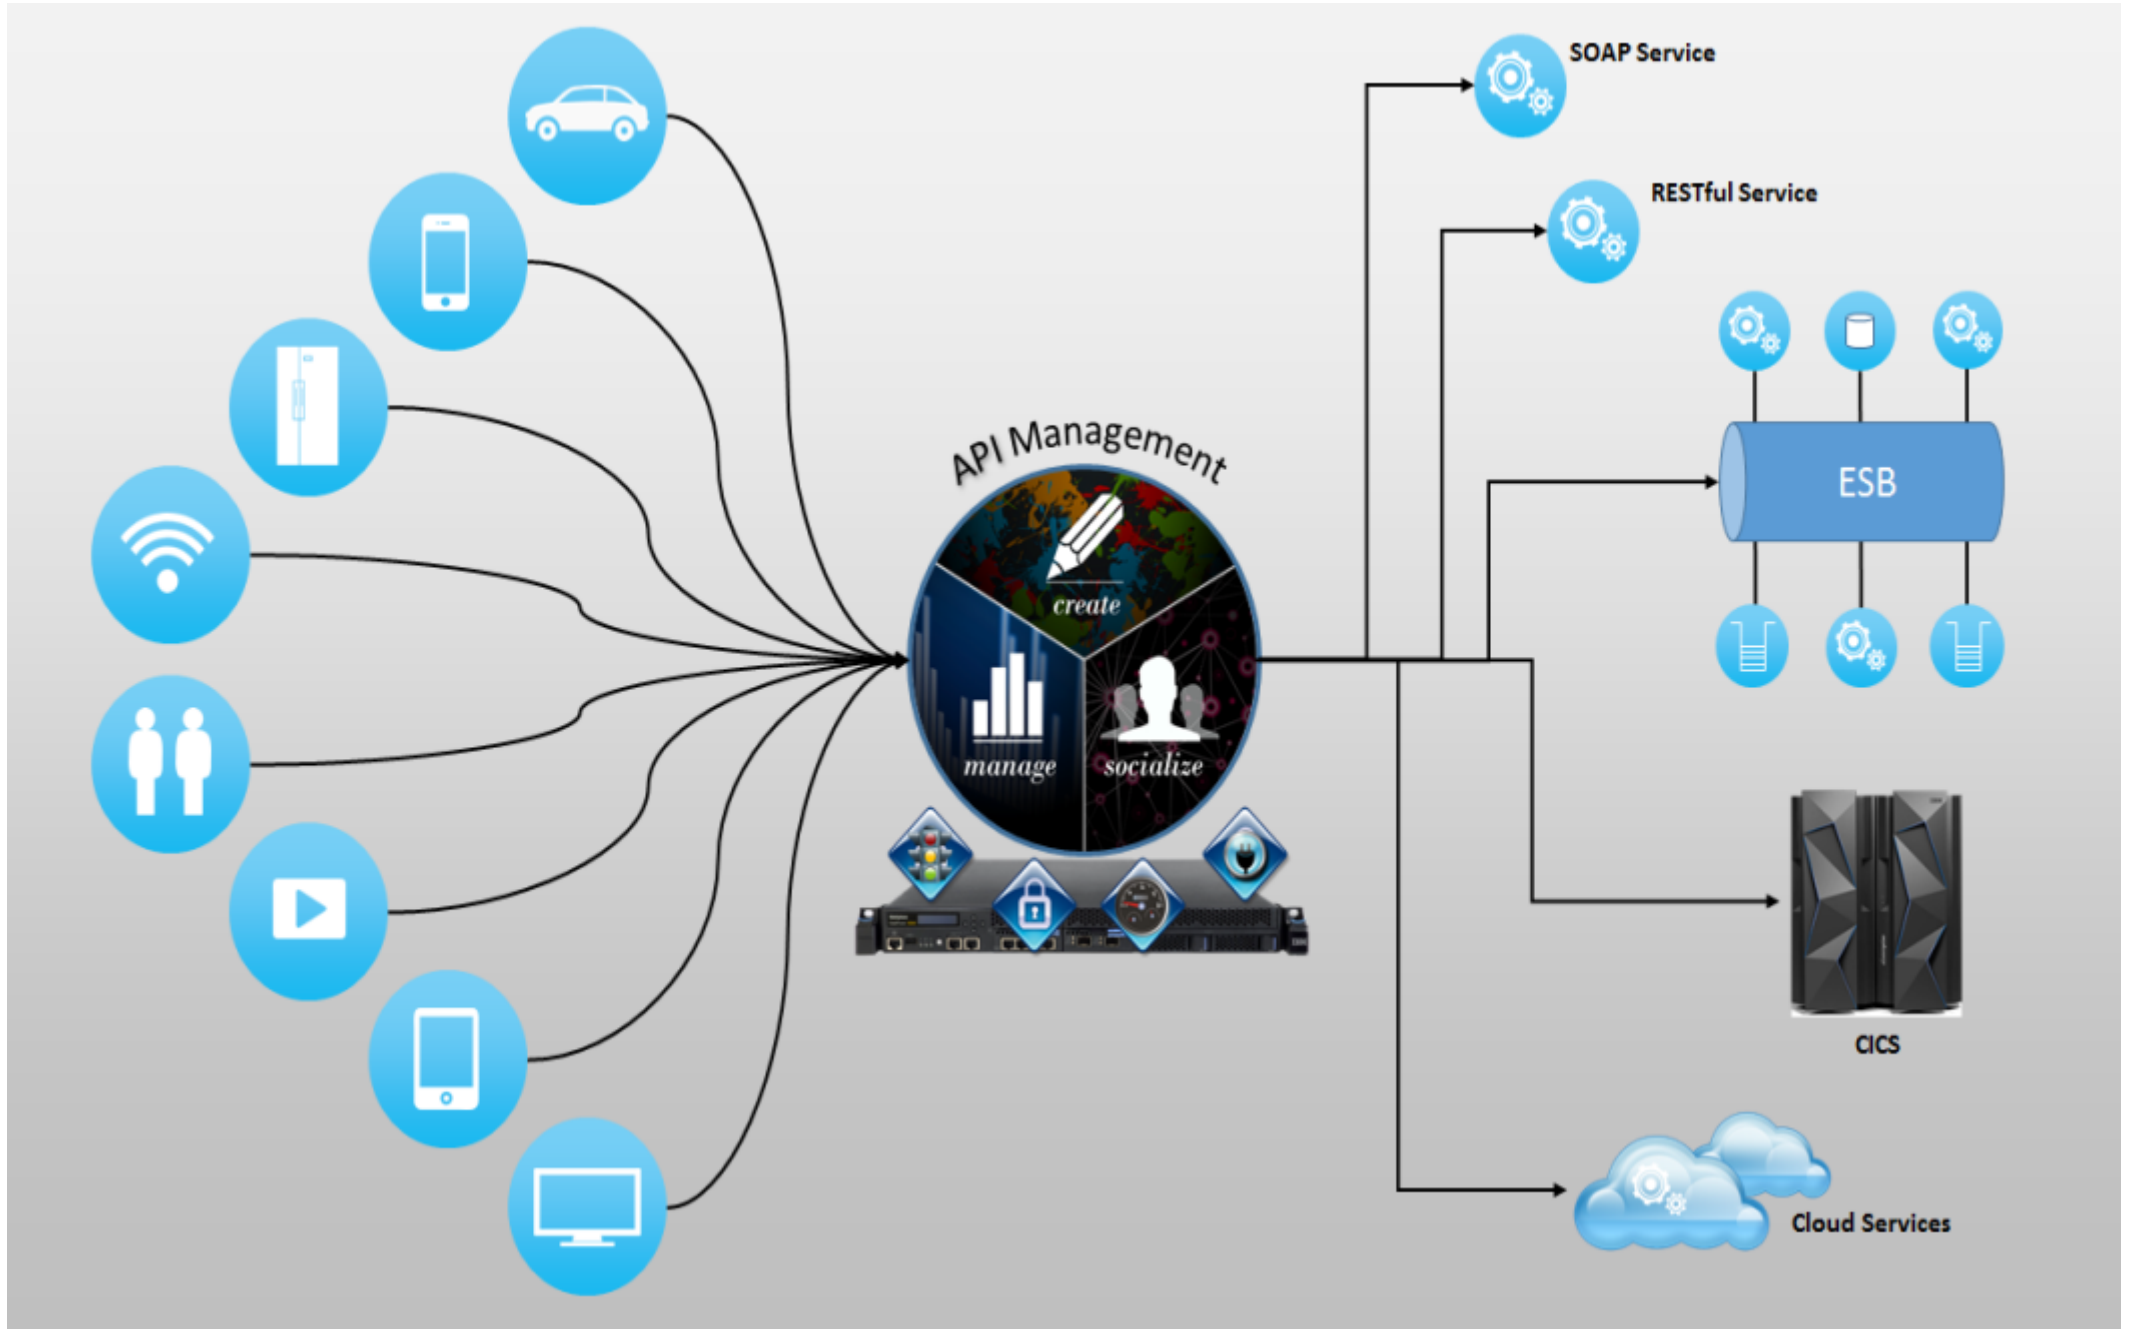 SOAP Service
RESTful Service
API Management
ESB
create
manage
socialize
CICS
Cloud Services